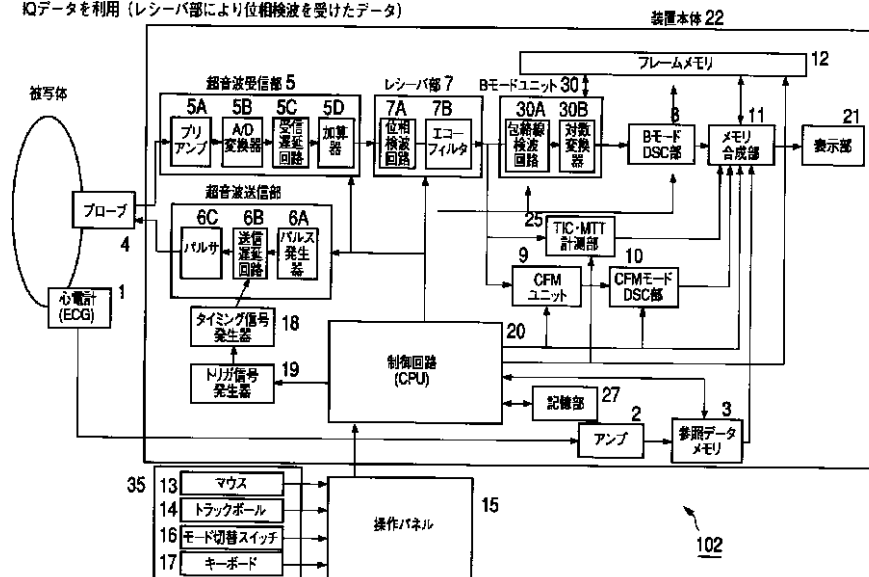 IQデータを利用（レシーバ部により位相検波を受けたデータ）
装置本体 22
フレームメモリ
12
被写体
超音波受信部 5
レシーバ部 7
Bモードユニット 30
5A
5B
5C
5D
プリ
アンプ
A/D
変換器
受信
遅延
回路
加算
器
7A
7B
位相
検波
回路
エコー
フィルタ
30A
30B
包絡線
検波
回路
対数
変換
器
8
Bモード
DSC部
11
メモリ
合成部
21
表示部
プローブ
4
超音波送信部
6C
6B
6A
パルサ
送信
遅延
回路
パルス
発生
器
25
TIC・MTT
計測部
9
CFM
ユニット
10
CFMモード
DSC部
1
心電計
(ECG)
タイミング信号
発生器
18
トリガ信号
発生器
19
20
制御回路
(CPU)
記憶部
27
2
アンプ
3
参照データ
メモリ
35
13
マウス
14
トラックボール
16
モード切替スイッチ
17
キーボード
操作パネル
15
102